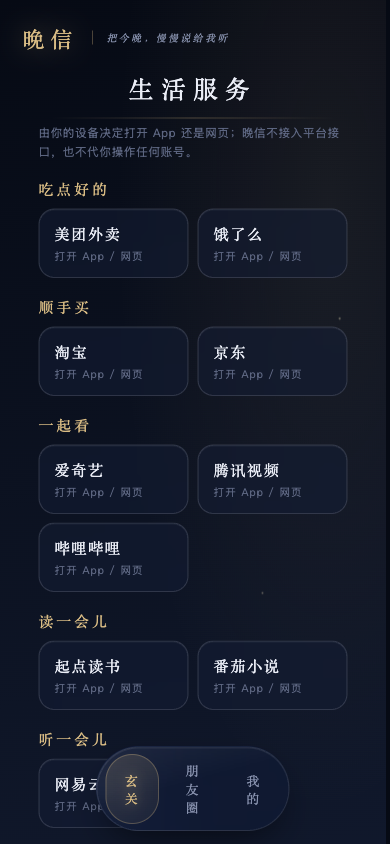 晚信 把今晚，慢慢说给我听
生活服务
由你的设备决定打开 App 还是网页；晚信不接入平台接
口，也不代你操作任何账号。
吃点好的
美团外卖 饿了么
打开 App / 网页 打开 App / 网页
顺手买
淘宝 京东
打开 App / 网页 打开 App / 网页
一起看
爱奇艺 腾讯视频
打开 App / 网页 打开 App / 网页
哔哩哔哩
打开 App / 网页
读一会儿
起点读书 番茄小说
打开 App / 网页 打开 App / 网页
听一会儿
网易云
打开 App
玄关
朋友圈
我的